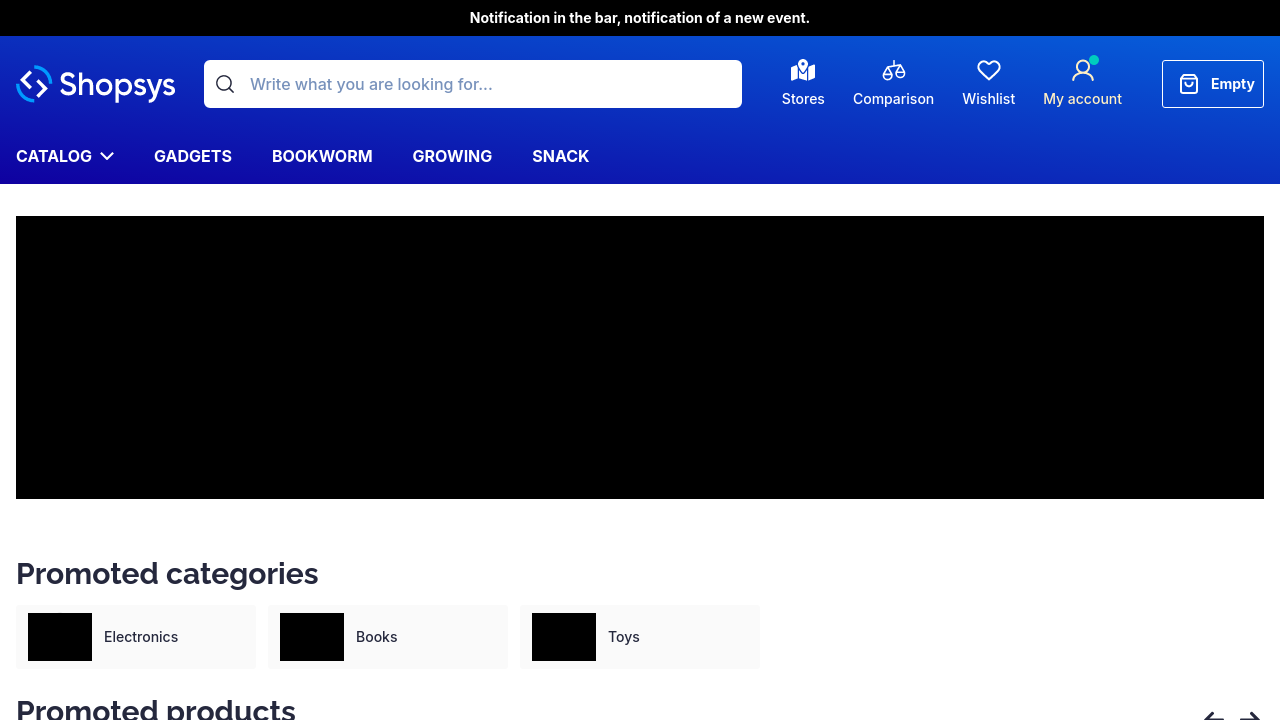 Notification in the bar, notification of a new event.
Shopsys
Write what you are looking for...
Stores
Comparison
Wishlist
My account
Empty
CATALOG
GADGETS
BOOKWORM
GROWING
SNACK
Promoted categories
Electronics
Books
Toys
Promoted products